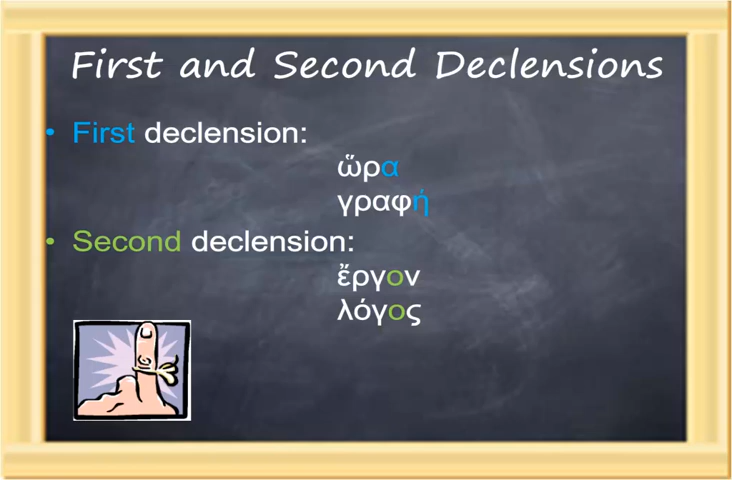 First and Second Declensions
• First declension:
ὥρα
γραφή
• Second declension:
ἔργον
λόγος